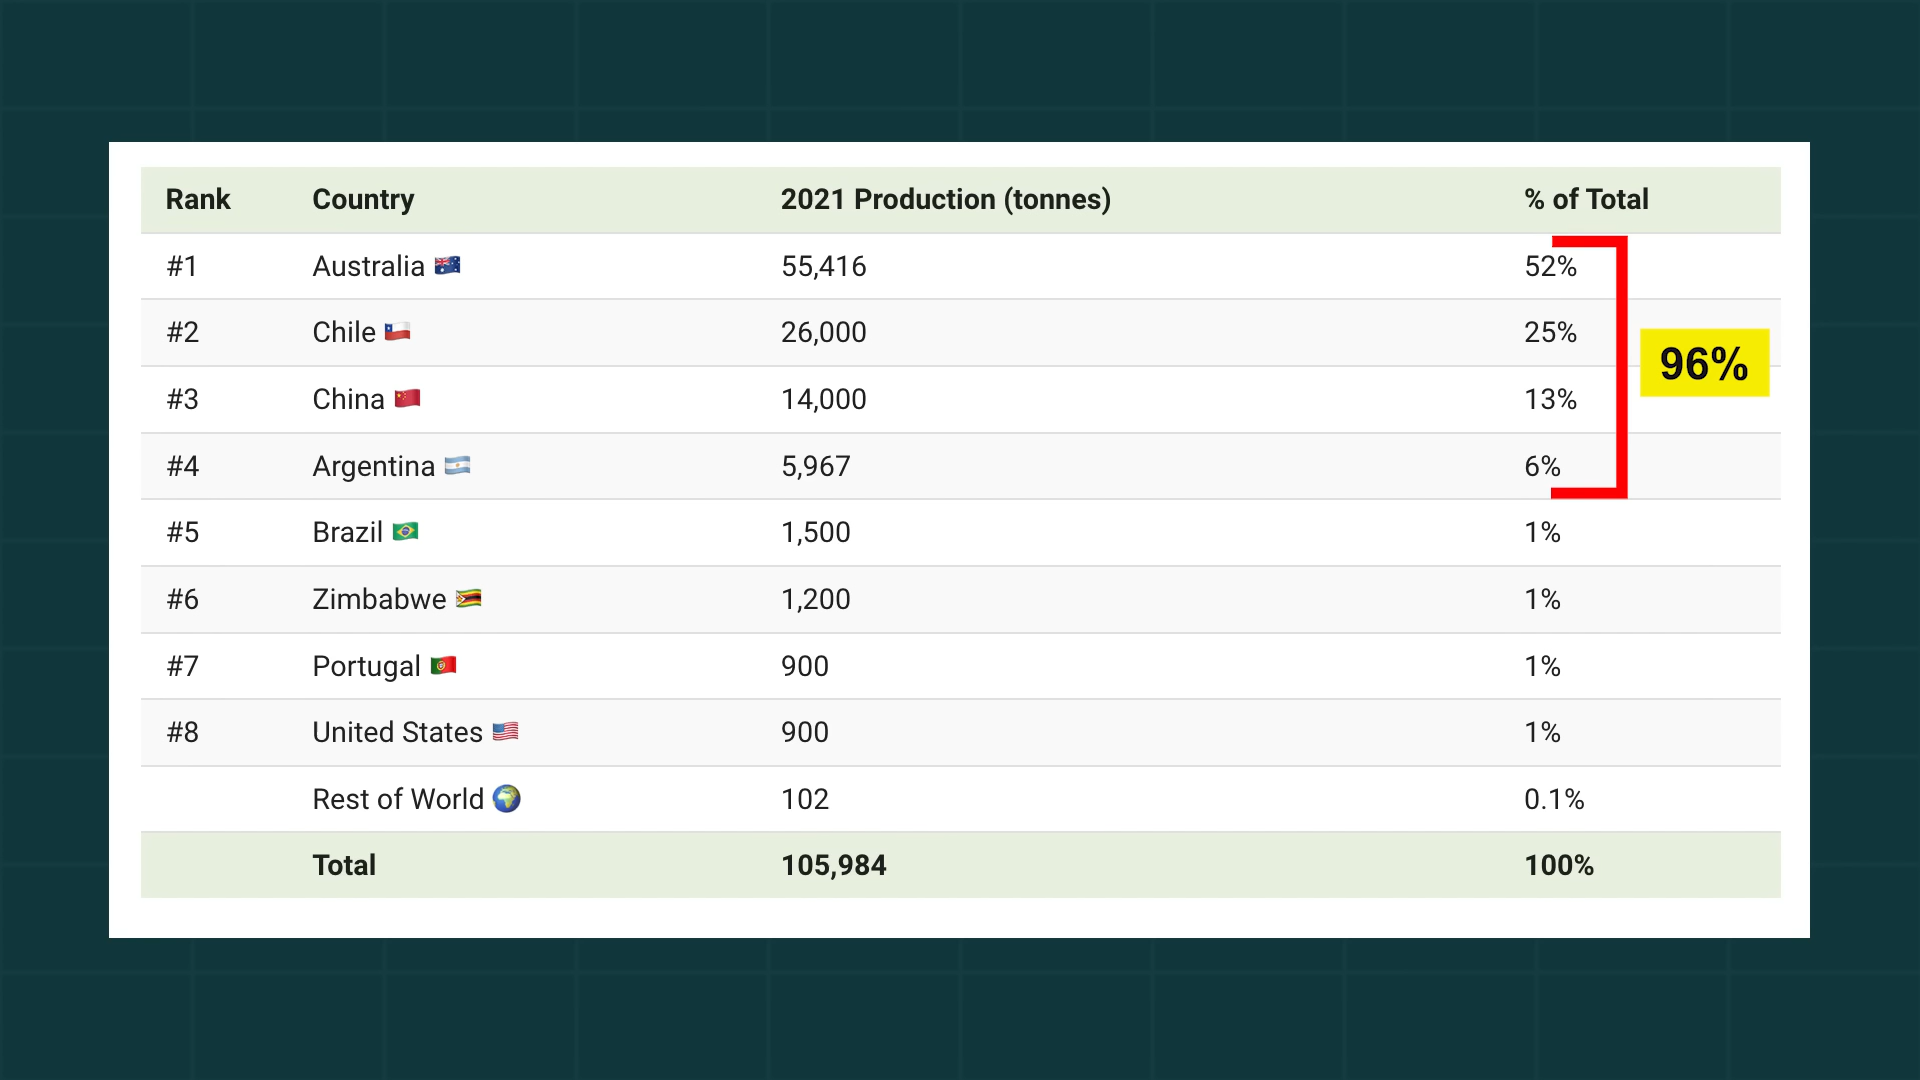 Rank Country 2021 Production (tonnes) % of Total
#1 Australia 55,416 52%
#2 Chile 26,000 25%
96%
#3 China 14,000 13%
#4 Argentina 5,967 6%
#5 Brazil 1,500 1%
#6 Zimbabwe 1,200 1%
#7 Portugal 900 1%
#8 United States 900 1%
Rest of World 102 0.1%
Total 105,984 100%